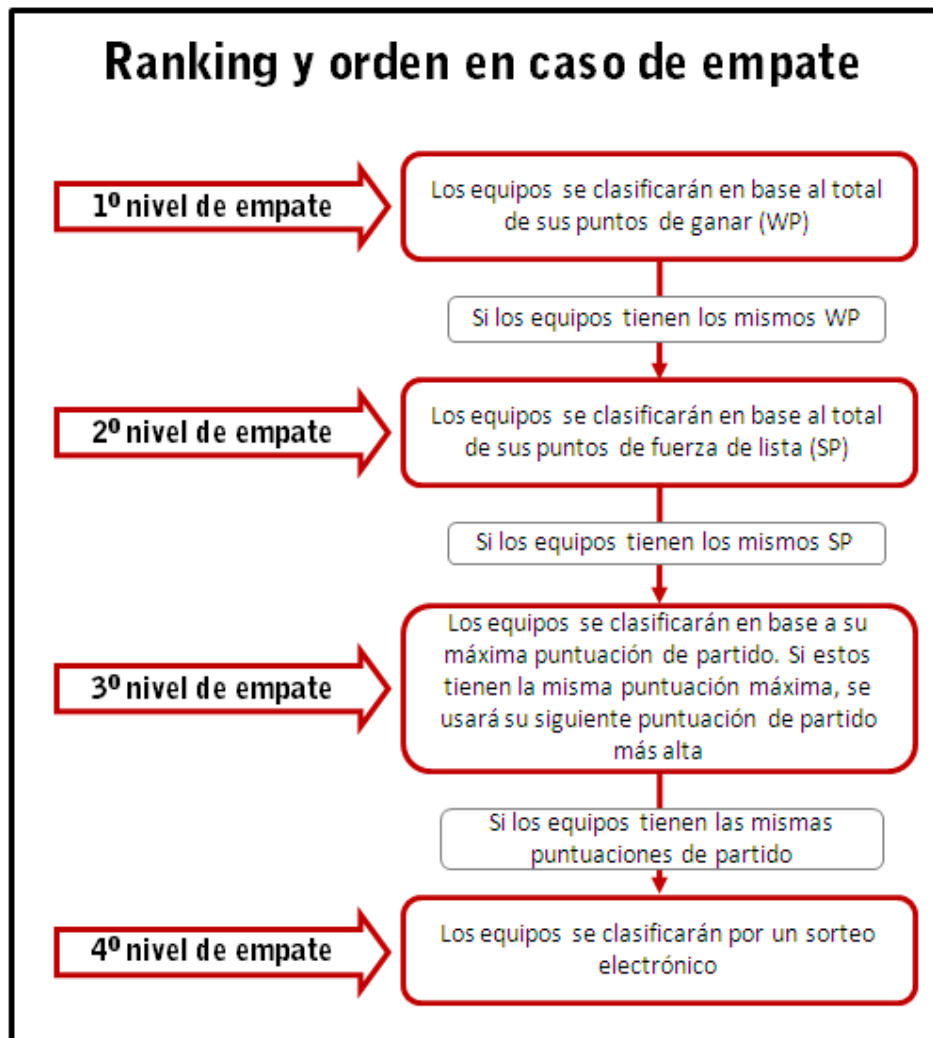 Ranking y orden en caso de empate
1º nivel de empate
Los equipos se clasificarán en base al total
de sus puntos de ganar (WP)
Si los equipos tienen los mismos WP
2º nivel de empate
Los equipos se clasificarán en base al total
de sus puntos de fuerza de lista (SP)
Si los equipos tienen los mismos SP
3º nivel de empate
Los equipos se clasificarán en base a su
máxima puntuación de partido. Si estos
tienen la misma puntuación máxima, se
usará su siguiente puntuación de partido
más alta
Si los equipos tienen las mismas
puntuaciones de partido
4º nivel de empate
Los equipos se clasificarán por un sorteo
electrónico